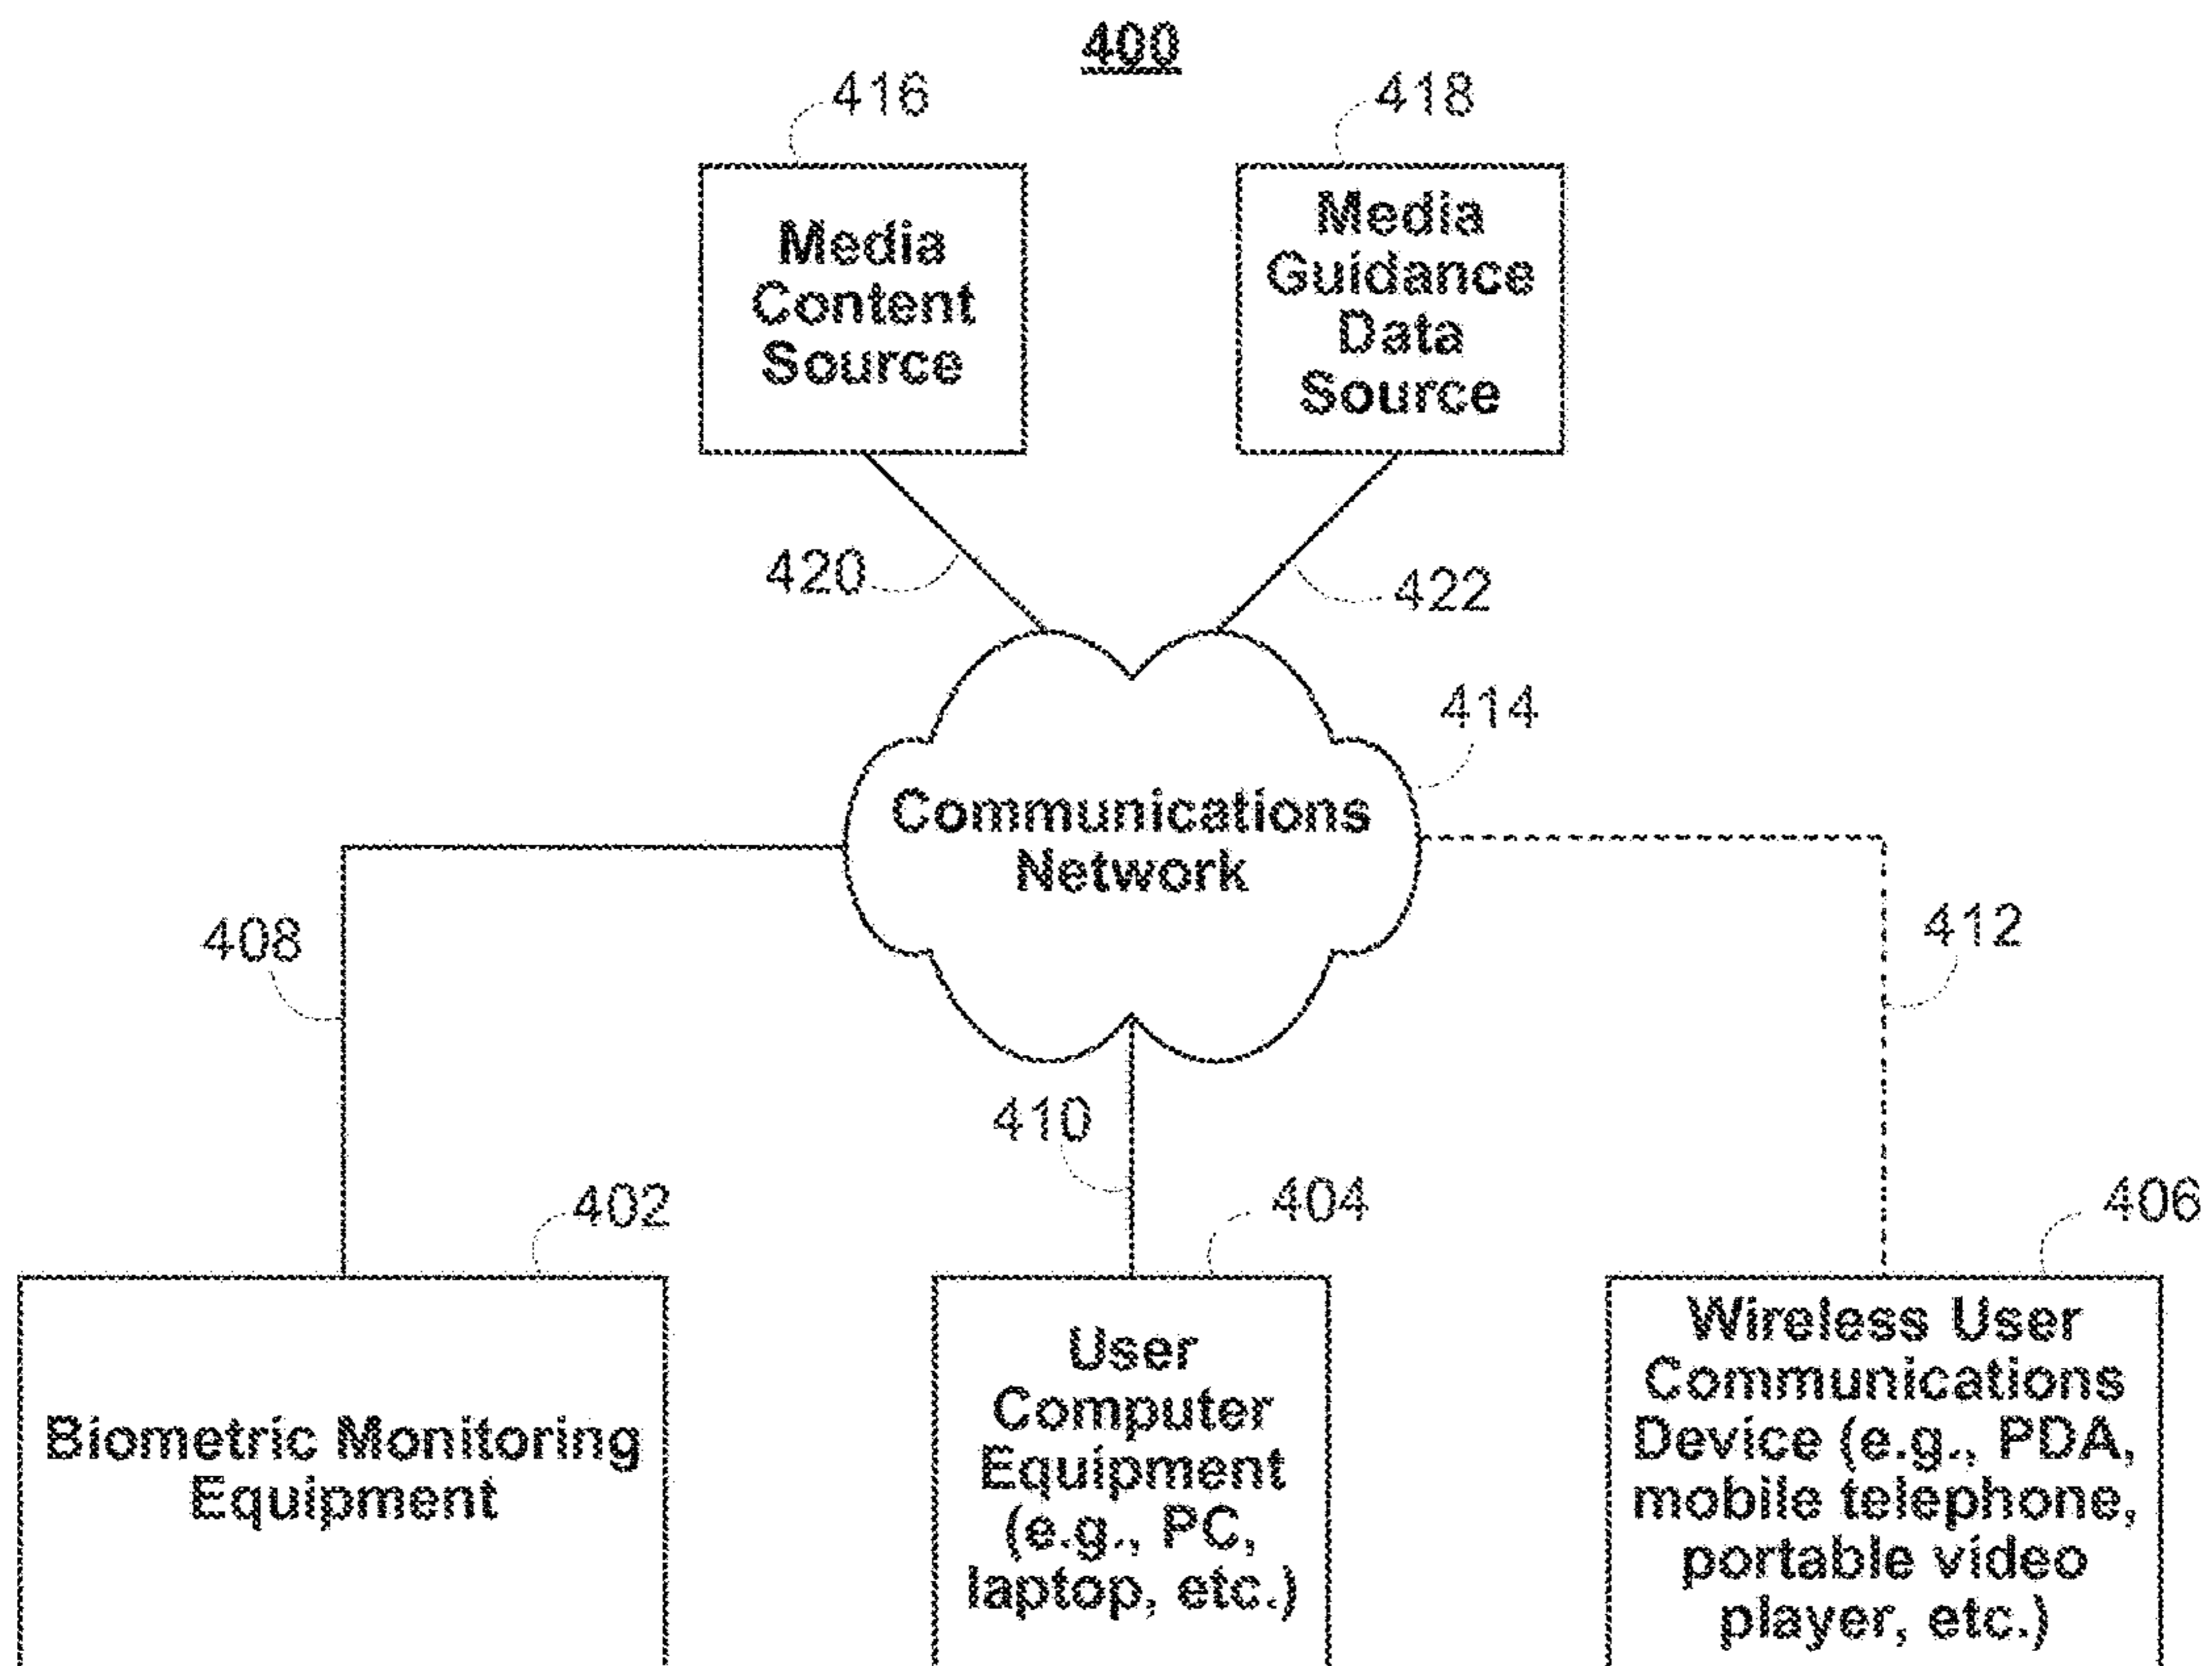 400
416
418
Media
Content
Source
Media
Guidance
Data
Source
420
422
414
Communications
Network
408
412
410
402
404
406
Biometric Monitoring
Equipment
User
Computer
Equipment
(e.g., PC,
laptop, etc.)
Wireless User
Communications
Device (e.g., PDA,
mobile telephone,
portable video
player, etc.)